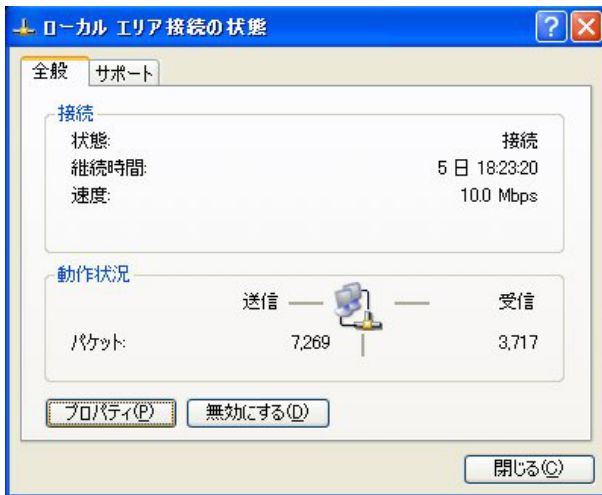 ローカル エリア接続の状態
全般 サポート
接続
状態: 接続
継続時間: 5 日 18:23:20
速度: 10.0 Mbps
動作状況
送信 受信
パケット: 7,269 3,717
プロパティ(P) 無効にする(D)
閉じる(C)